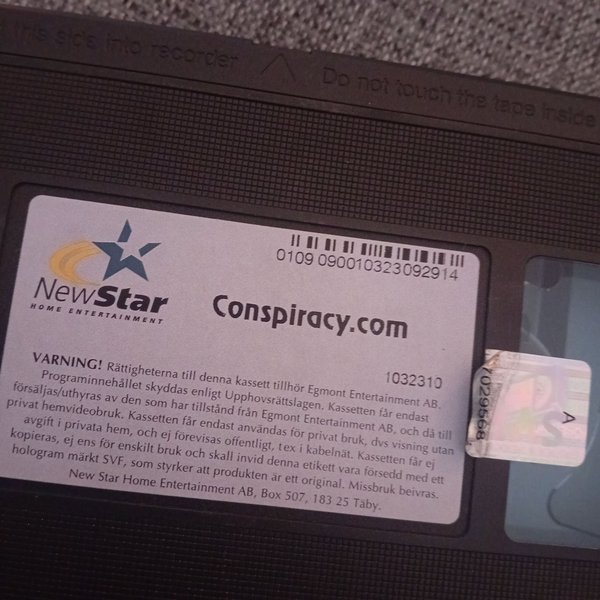 this side into recorder
Do not touch the tape inside
0109 09001032309 2914
NewStar
HOME ENTERTAINMENT
Conspiracy.com
1032310
VARNING! Rättigheterna till denna kassett tillhör Egmont Entertainment AB.
Programinnehållet skyddas enligt Upphovsrättslagen. Kassetten får endast
försäljas/uthyras av den som har tillstånd från Egmont Entertainment AB, och då till
privat hemvideobruk. Kassetten får endast användas för privat bruk, dvs visning utan
avgift i privata hem, och ej förevisas offentligt, tex i kabelnät. Kassetten får ej
kopieras, ej ens för enskilt bruk och skall invid denna etikett vara försedd med ett
hologram märkt SVF, som styrker att produkten är ett original. Missbruk beivras.
New Star Home Entertainment AB, Box 507, 183 25 Täby.
A
7029568